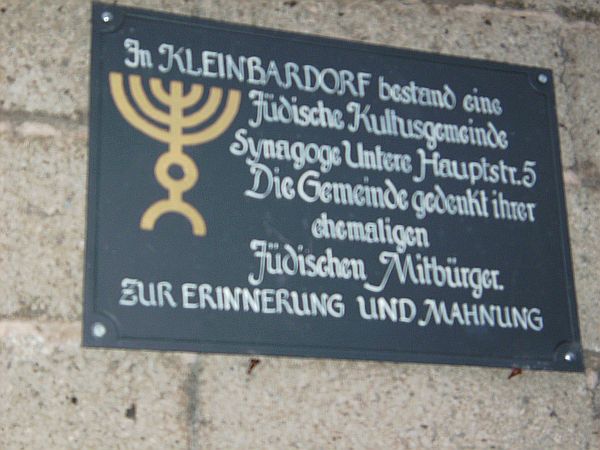 In KLEINBARDORF bestand eine
Jüdische Kultusgemeinde
Synagoge Untere Hauptstr. 5
Die Gemeinde gedenkt ihrer
ehemaligen
Jüdischen Mitbürger.
ZUR ERINNERUNG UND MAHNUNG